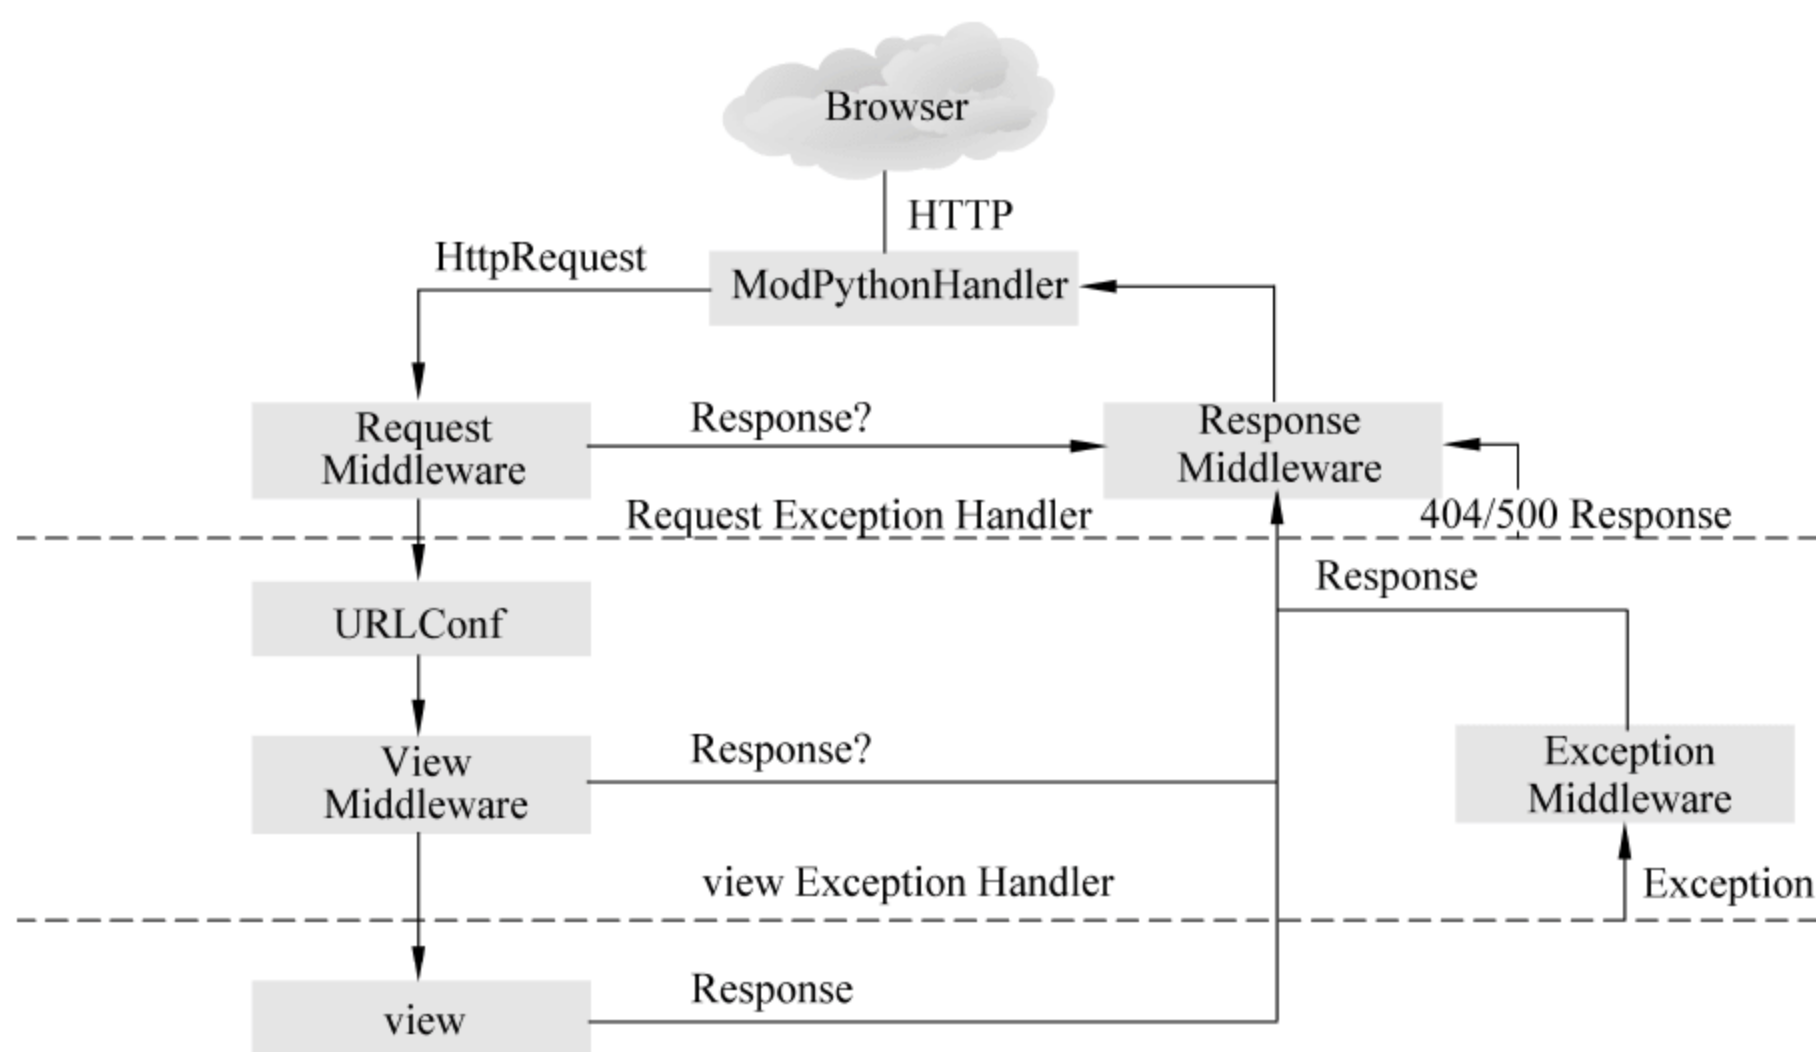 Browser
HTTP
HttpRequest
ModPythonHandler
Request
Middleware
Response?
Response
Middleware
Request Exception Handler
404/500 Response
Response
URLConf
View
Middleware
Response?
Exception
Middleware
view Exception Handler
Exception
Response
view